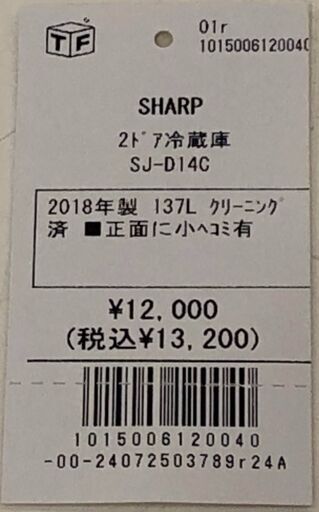 TF
01r
1015006120040
SHARP
2ﾄﾞｱ冷蔵庫
SJ-D14C
2018年製 137L ｸﾘｰﾆﾝｸﾞ
済 ■正面に小ﾍｺﾐ有
¥12,000
(税込¥13,200)
1015006120040
-00-24072503789r24A